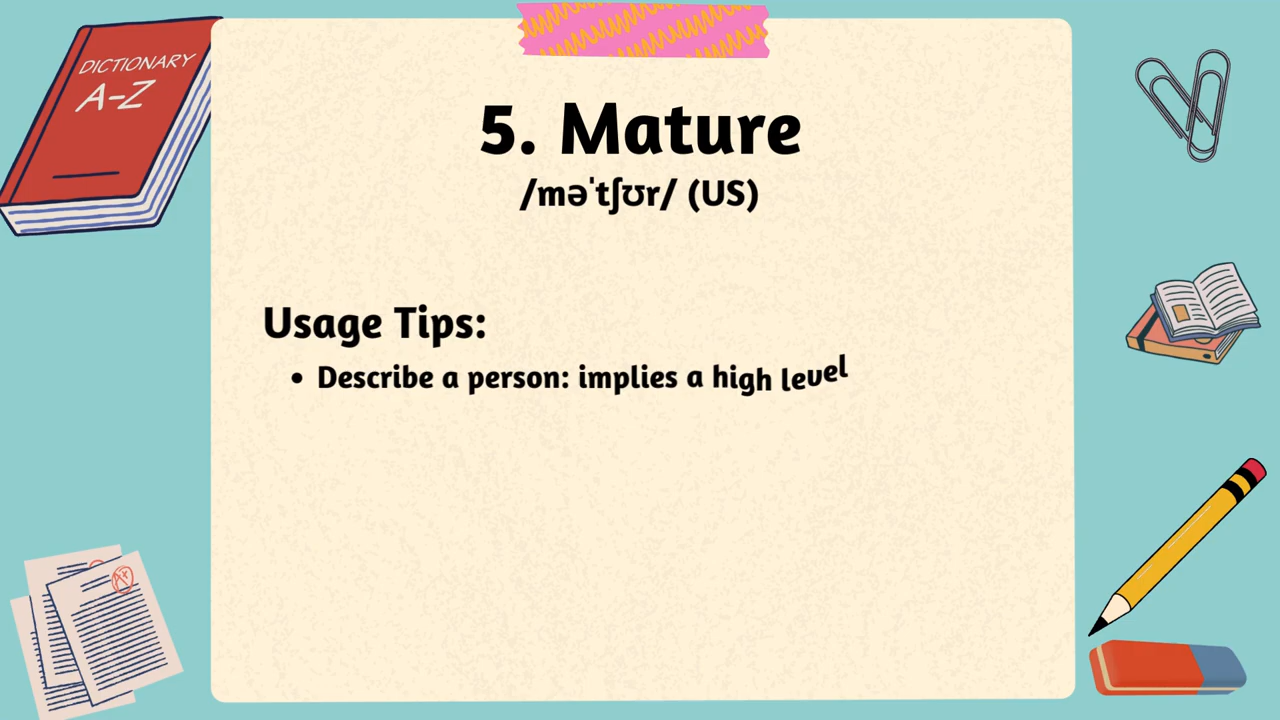 DICTIONARY
A-Z
5. Mature
/məˈtʃʊr/ (US)
Usage Tips:
• Describe a person: implies a high level
A+